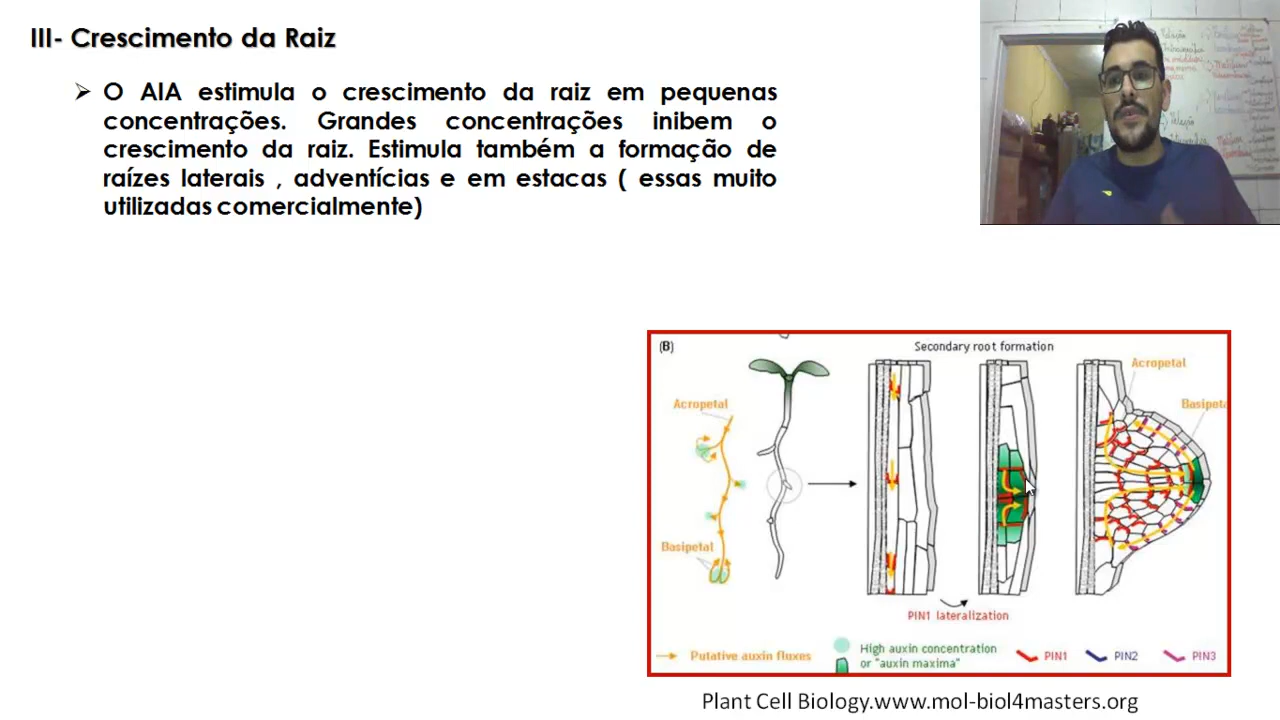 III- Crescimento da Raiz
O AIA estimula o crescimento da raiz em pequenas
concentrações. Grandes concentrações inibem o
crescimento da raiz. Estimula também a formação de
raízes laterais , adventícias e em estacas ( essas muito
utilizadas comercialmente)
(B)
Secondary root formation
Acropetal
Acropetal
Basipeta
Basipetal
PIN1 lateralization
Putative auxin fluxes
High auxin concentration
or "auxin maxima"
PIN1
PIN2
PIN3
Plant Cell Biology.www.mol-biol4masters.org